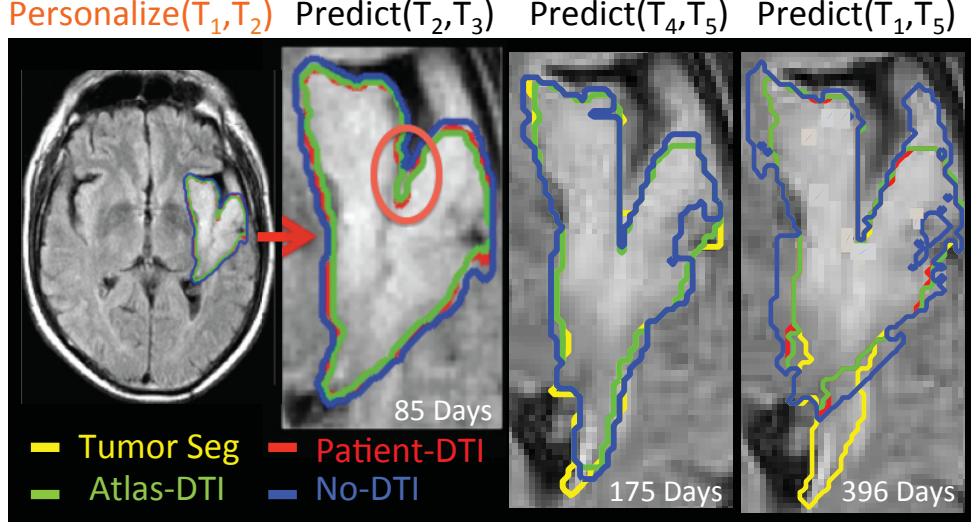 Personalize(T1,T2) Predict(T2,T3) Predict(T4,T5) Predict(T1,T5)
85 Days
175 Days
396 Days
Tumor Seg
Patient-DTI
Atlas-DTI
No-DTI